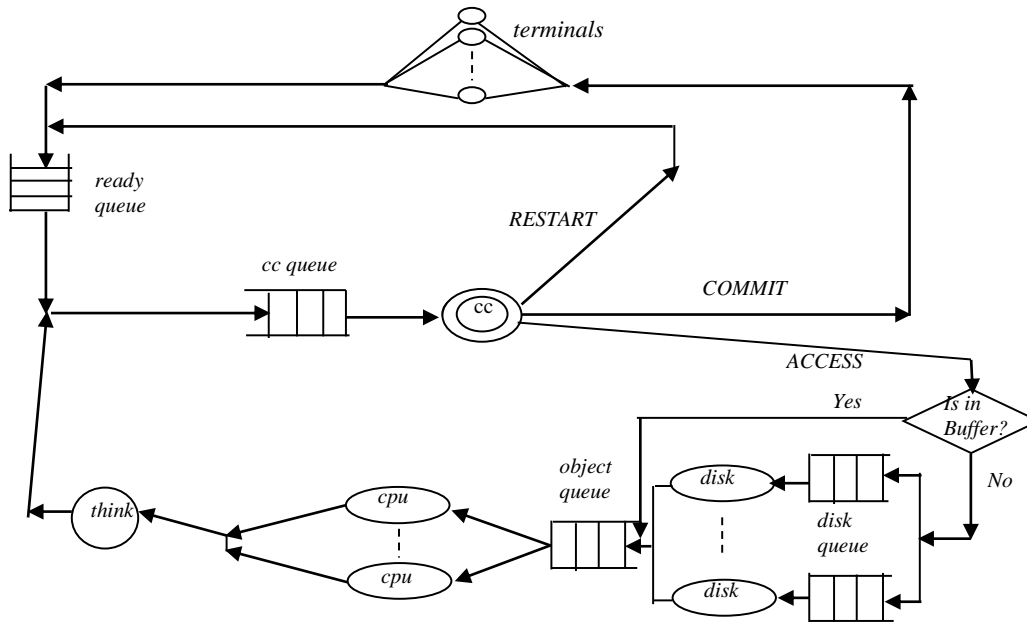 terminals
ready
queue
RESTART
cc queue
cc
COMMIT
ACCESS
Yes
Is in
Buffer?
No
object
queue
disk
disk
queue
disk
cpu
cpu
think